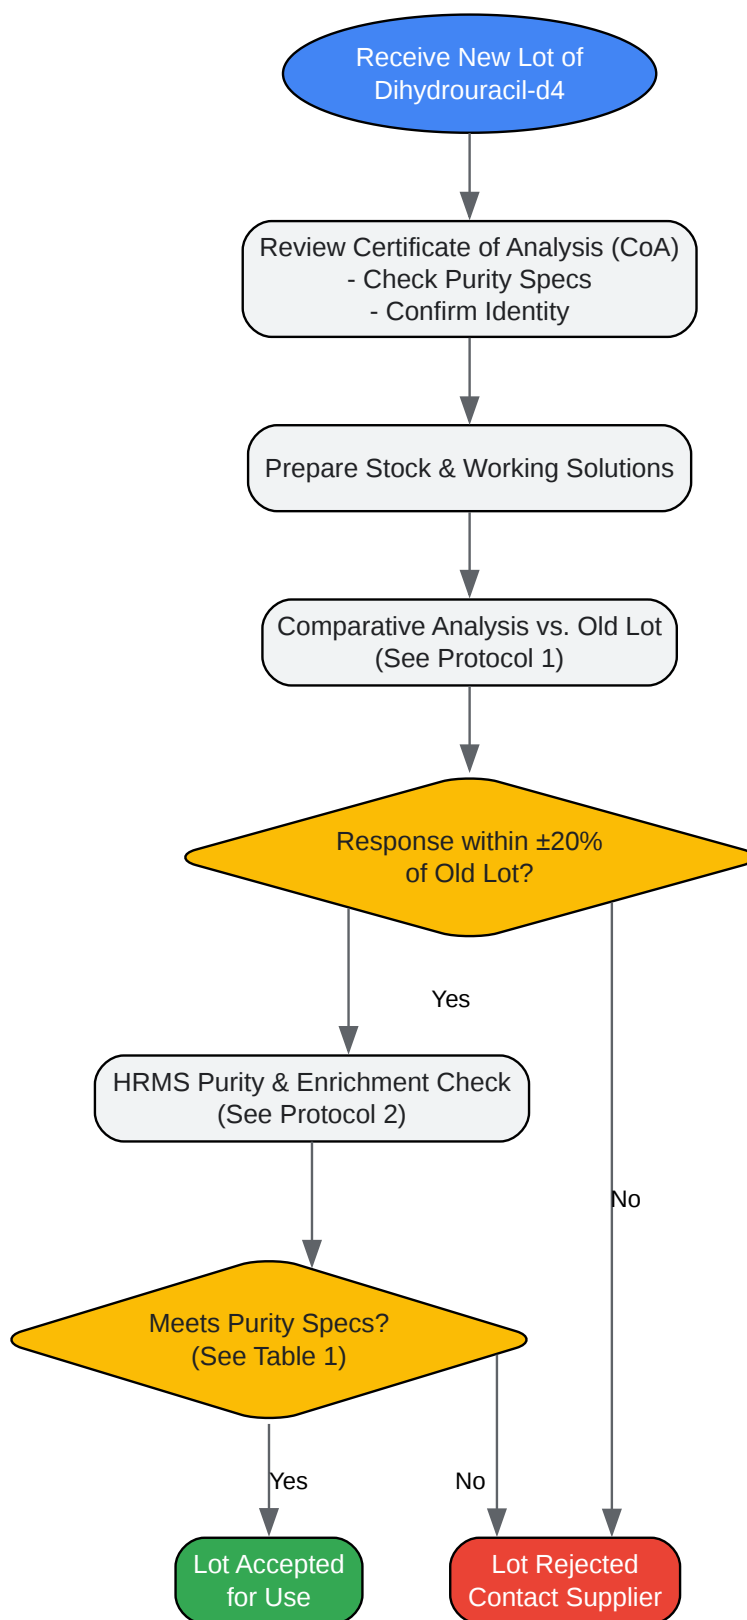 Receive New Lot of
Dihydrouracil-d4
Review Certificate of Analysis (CoA)
- Check Purity Specs
- Confirm Identity
Prepare Stock & Working Solutions
Comparative Analysis vs. Old Lot
(See Protocol 1)
Response within ±20%
of Old Lot?
Yes
HRMS Purity & Enrichment Check
(See Protocol 2)
No
Meets Purity Specs?
(See Table 1)
Yes
No
Lot Accepted
for Use
Lot Rejected
Contact Supplier